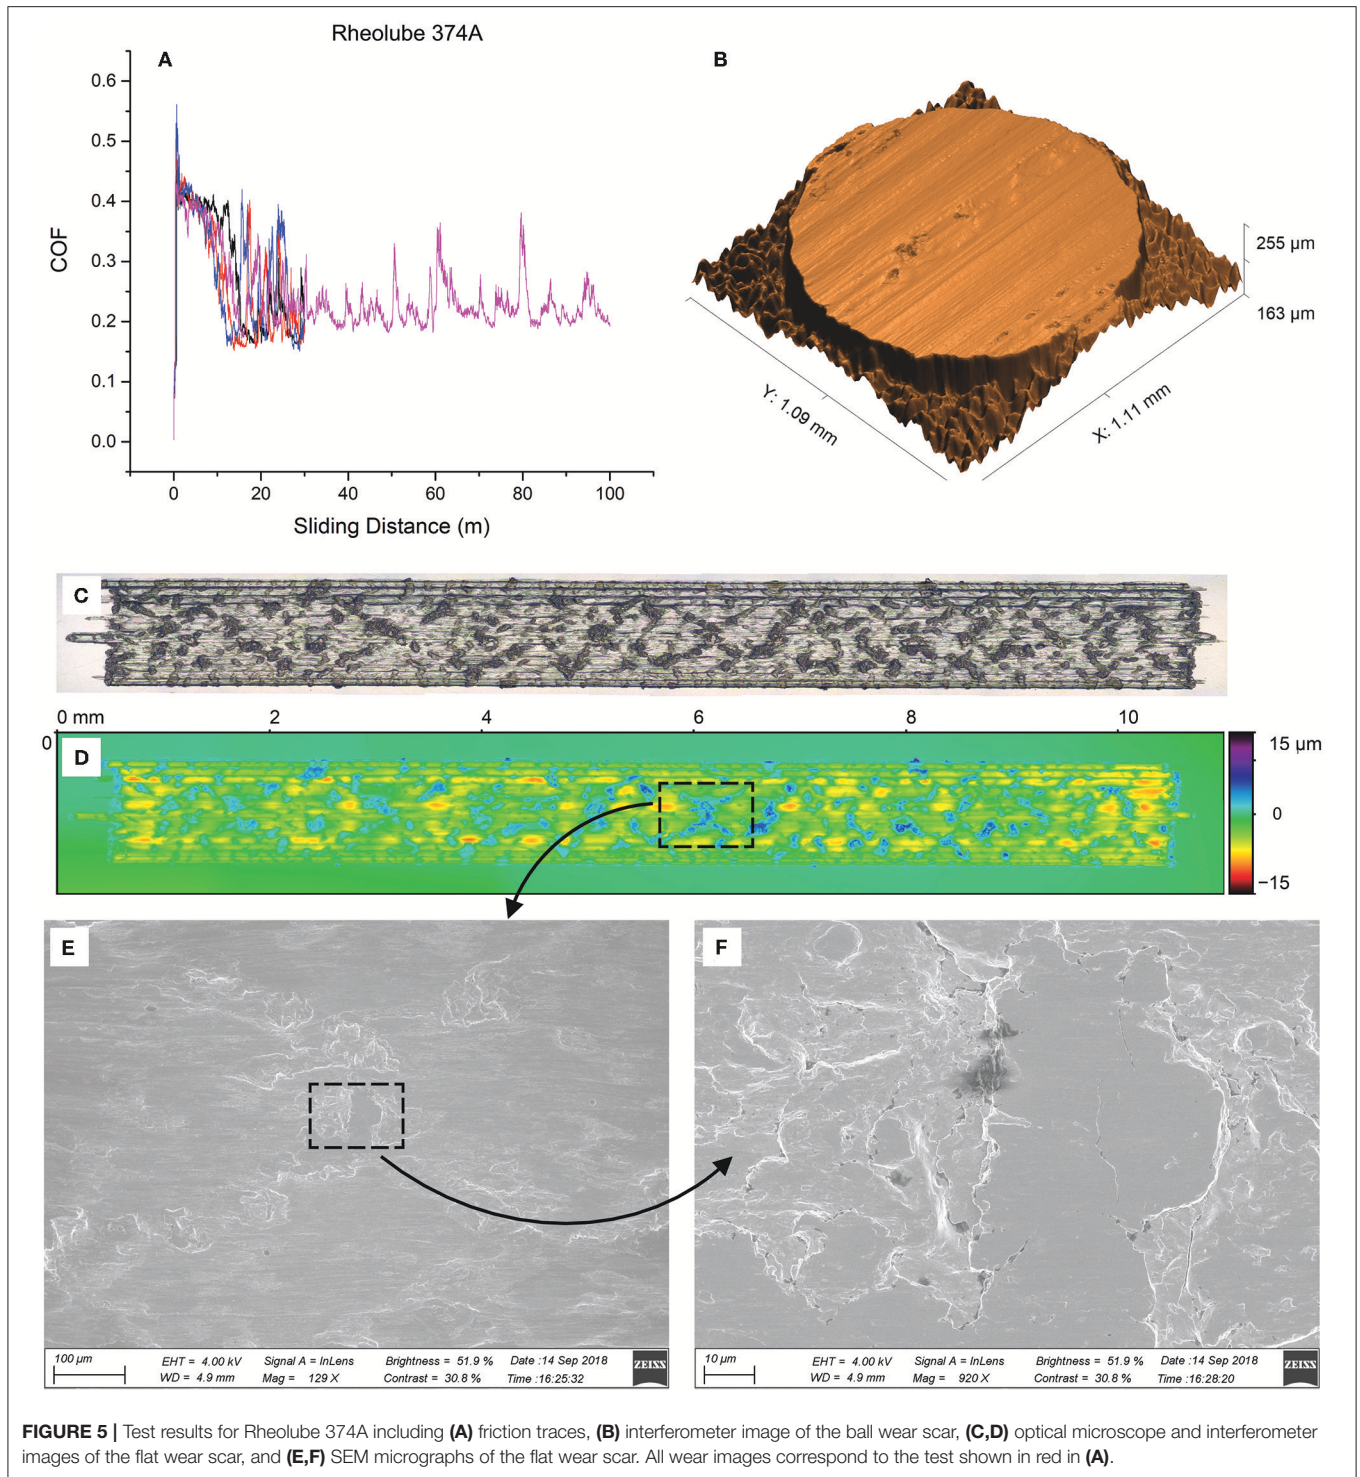 Rheolube 374A
A
0.6
0.5
0.4
0.3
0.2
0.1
0.0
COF
0 20 40 60 80 100
Sliding Distance (m)
B
255 µm
163 µm
Y: 1.09 mm
X: 1.11 mm
C
0 mm 2 4 6 8 10
0
D
15 µm
0
−15
E
100 µm
EHT = 4.00 kV Signal A = InLens Brightness = 51.9 % Date :14 Sep 2018
WD = 4.9 mm Mag = 129 X Contrast = 30.8 % Time :16:25:32
ZEISS
F
10 µm
EHT = 4.00 kV Signal A = InLens Brightness = 51.9 % Date :14 Sep 2018
WD = 4.9 mm Mag = 920 X Contrast = 30.8 % Time :16:28:20
ZEISS
FIGURE 5 | Test results for Rheolube 374A including (A) friction traces, (B) interferometer image of the ball wear scar, (C,D) optical microscope and interferometer
images of the flat wear scar, and (E,F) SEM micrographs of the flat wear scar. All wear images correspond to the test shown in red in (A).